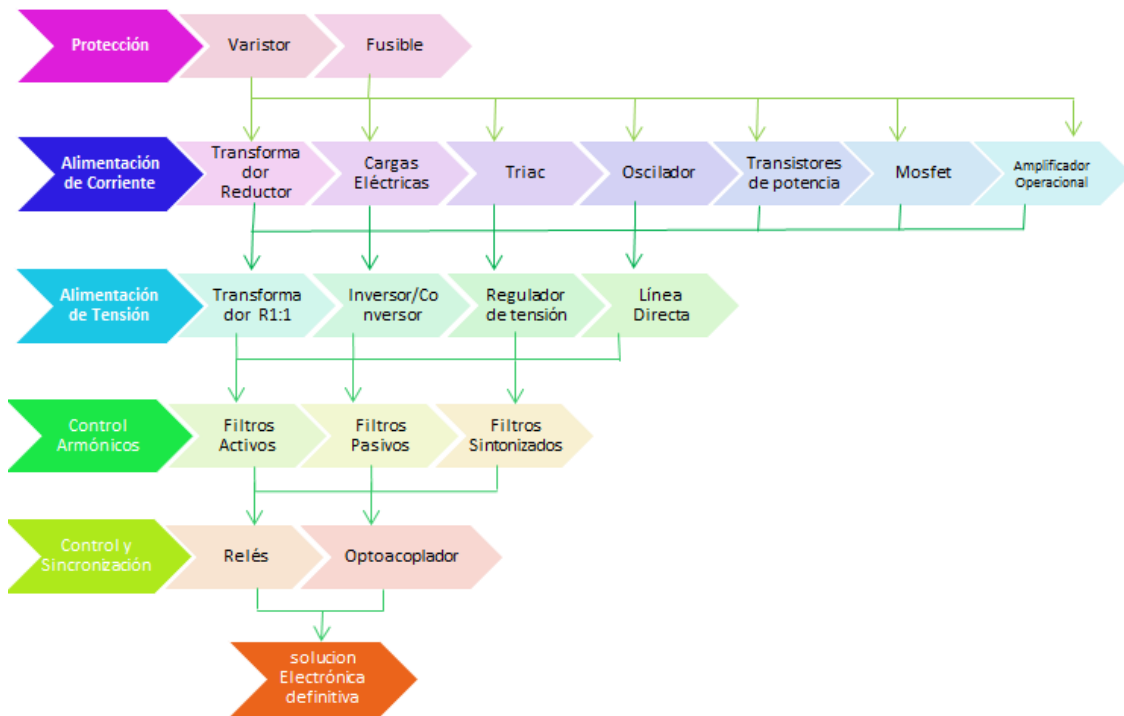 Protección
Varistor
Fusible
Alimentación
de Corriente
Transforma
dor
Reductor
Cargas
Eléctricas
Triac
Oscilador
Transistores
de potencia
Mosfet
Amplificador
Operacional
Alimentación
de Tensión
Transforma
dor R1:1
Inversor/Co
nversor
Regulador
de tensión
Línea
Directa
Control
Armónicos
Filtros
Activos
Filtros
Pasivos
Filtros
Sintonizados
Control y
Sincronización
Relés
Optoacoplador
solucion
Electrónica
definitiva